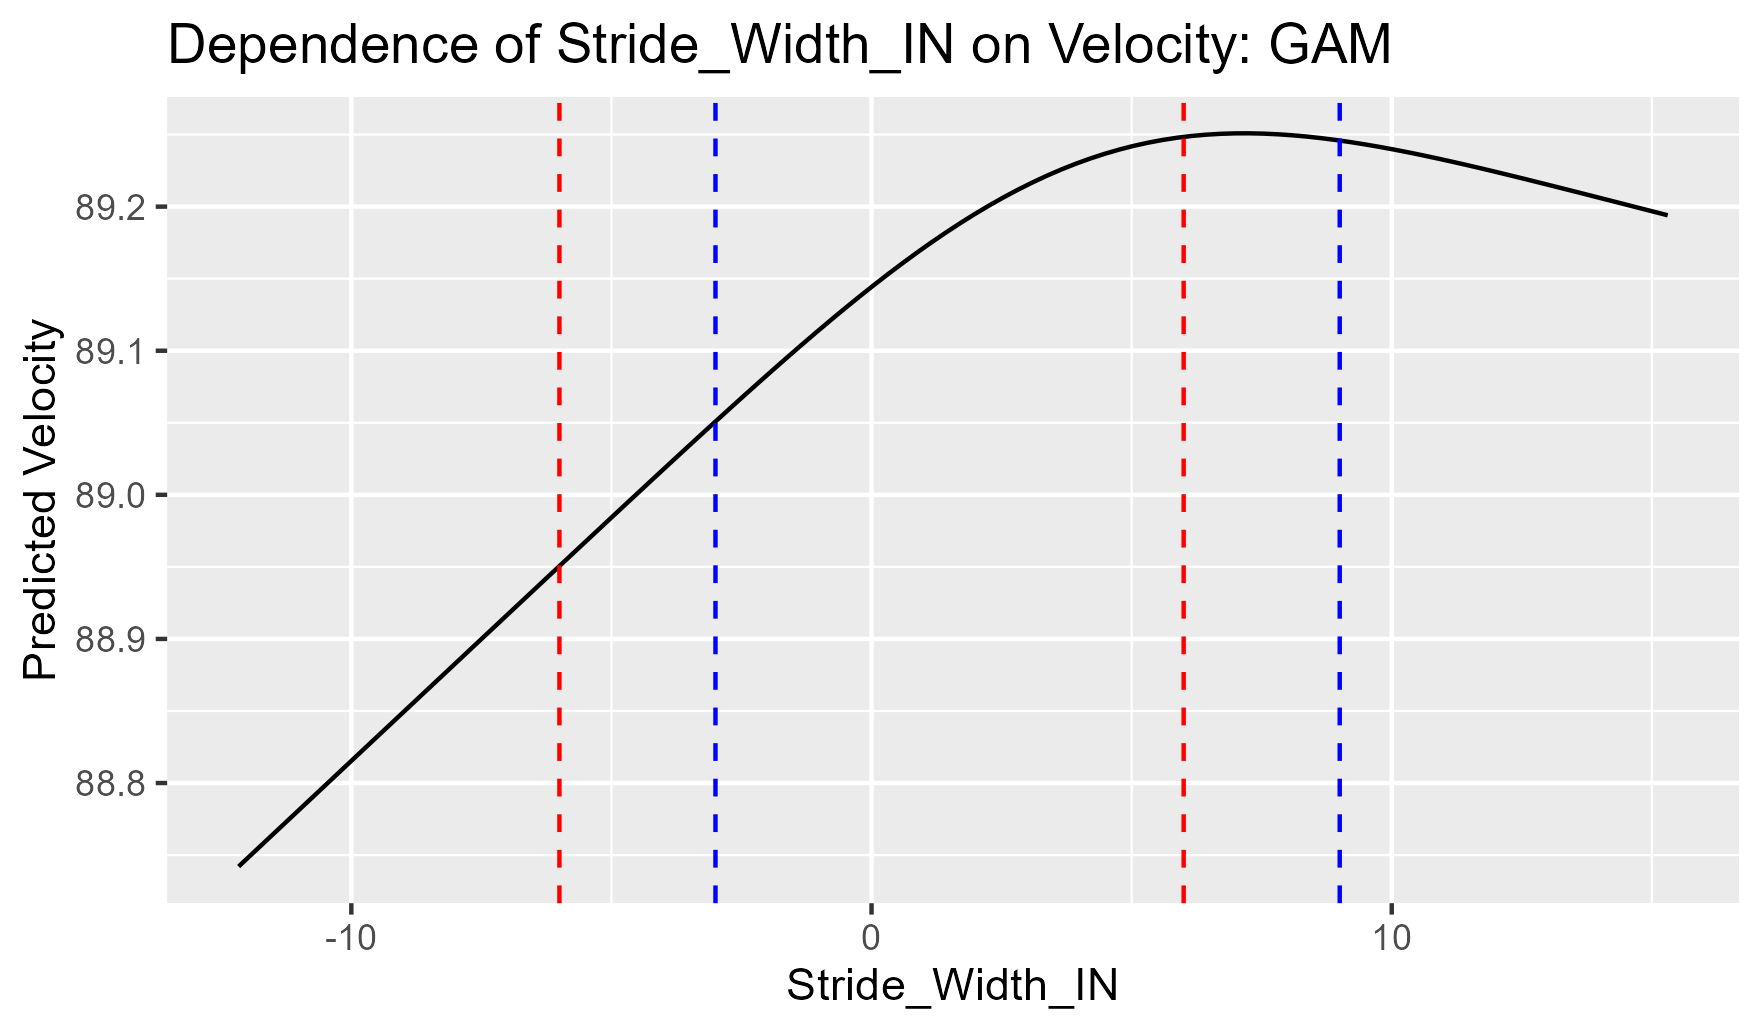 Dependence of Stride_Width_IN on Velocity: GAM
Predicted Velocity
89.2
89.1
89.0
88.9
88.8
-10
0
10
Stride_Width_IN